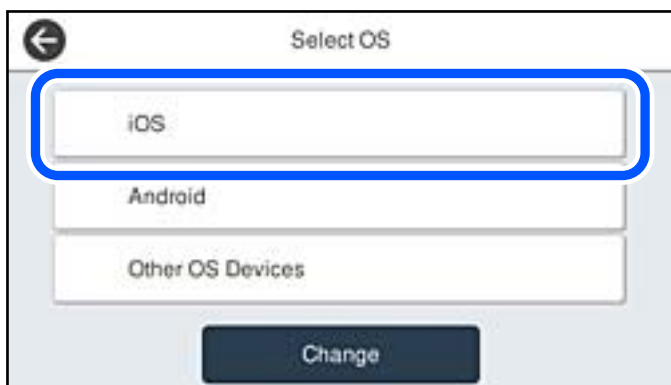 Select OS
iOS
Android
Other OS Devices
Change